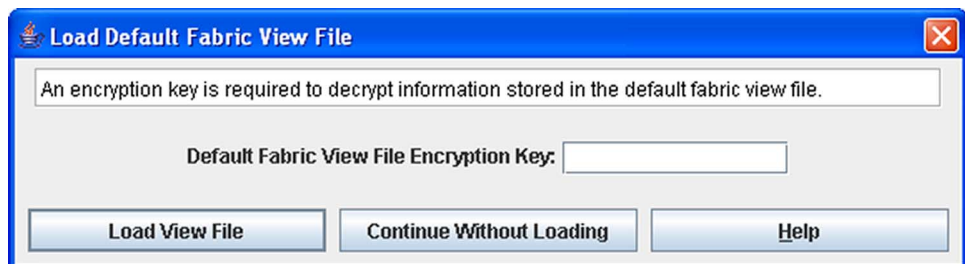 Load Default Fabric View File
An encryption key is required to decrypt information stored in the default fabric view file.
Default Fabric View File Encryption Key:
Load View File Continue Without Loading Help